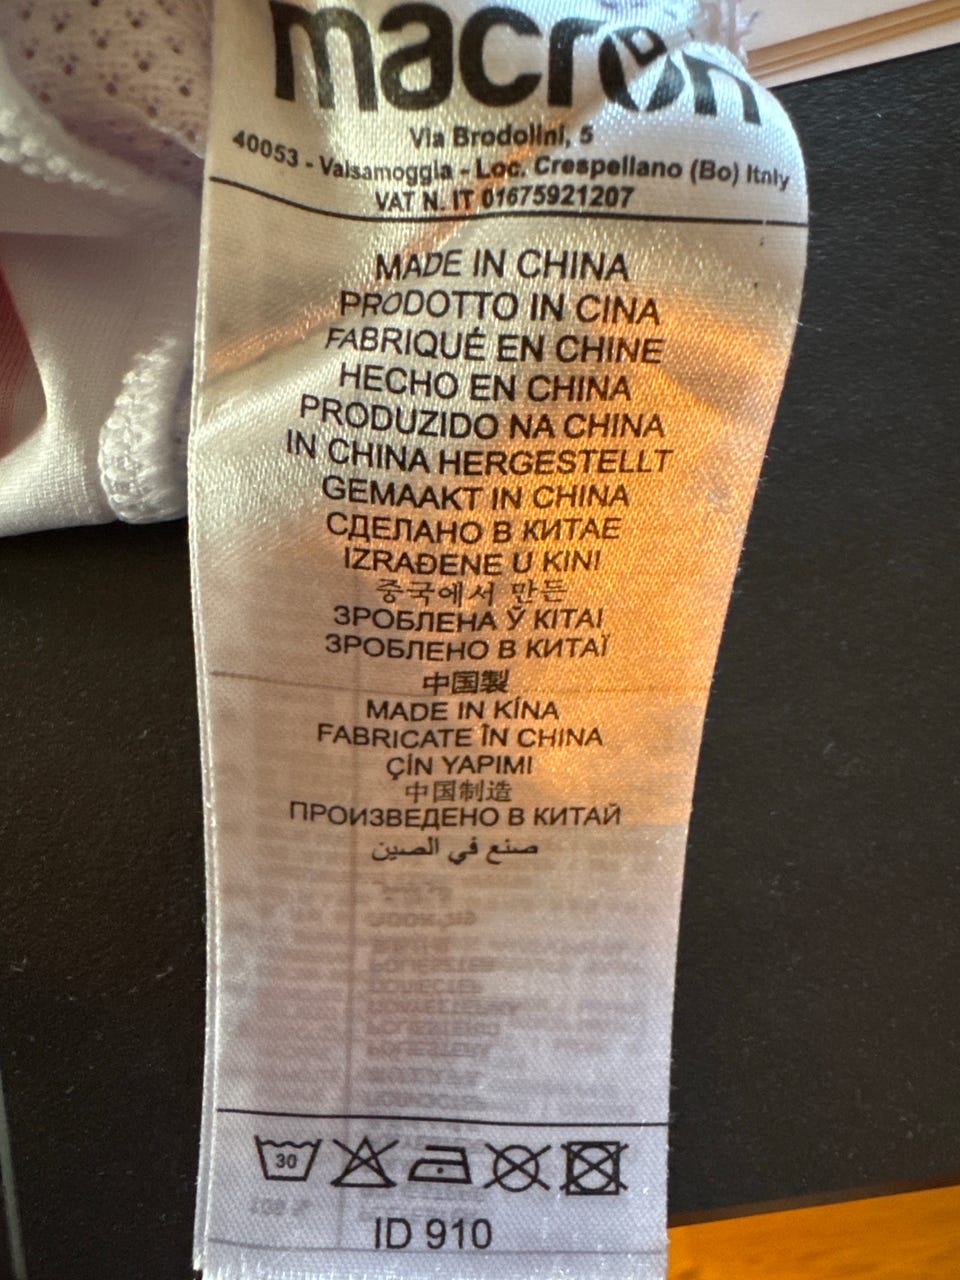 macron
Via Brodolini, 5
40053 - Valsamoggia - Loc. Crespellano (Bo) Italy
VAT N. IT 01675921207
MADE IN CHINA
PRODOTTO IN CINA
FABRIQUÉ EN CHINE
HECHO EN CHINA
PRODUZIDO NA CHINA
IN CHINA HERGESTELLT
GEMAAKT IN CHINA
СДЕЛАНО В КИТАЕ
IZRAĐENE U KINI
중국에서 만든
ЗРОБЛЕНА Ў КІТАІ
ЗРОБЛЕНО В КИТАЇ
中国製
MADE IN KÍNA
FABRICATE ÎN CHINA
ÇİN YAPIMI
中国制造
ПРОИЗВЕДЕНО В КИТАЙ
صنع في الصين
30
ID 910